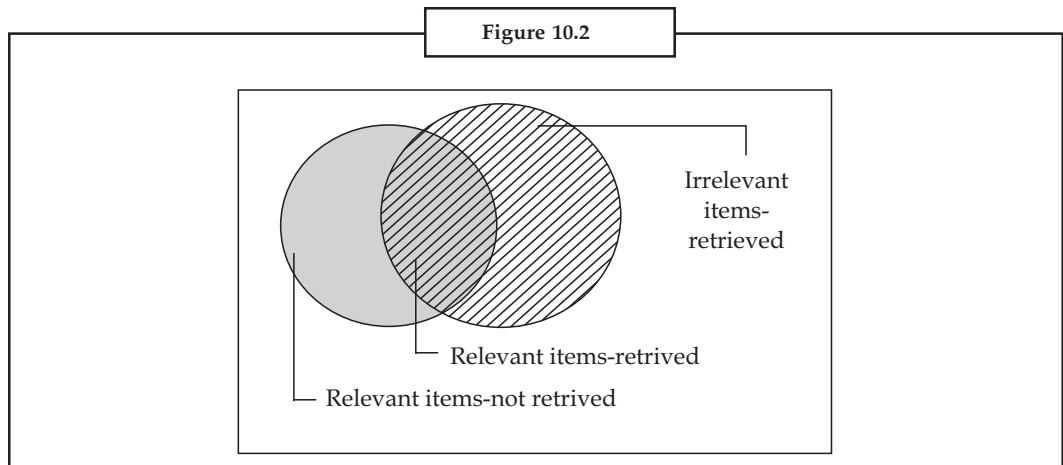 Figure 10.2
Irrelevant
items-
retrieved
Relevant items-retrived
Relevant items-not retrived